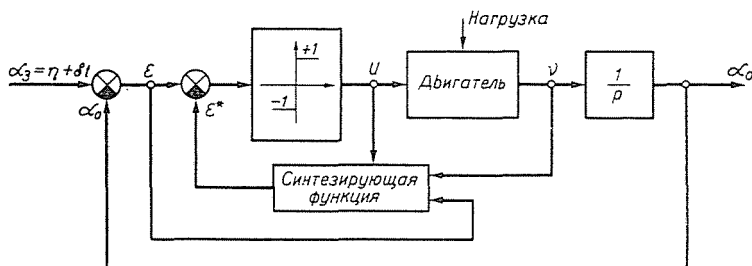 Нагрузка
α₃ = η + δt
α₀
ε
ε*
+1
−1
u
Двигатель
ν
1/p
α₀
Синтезирующая
функция